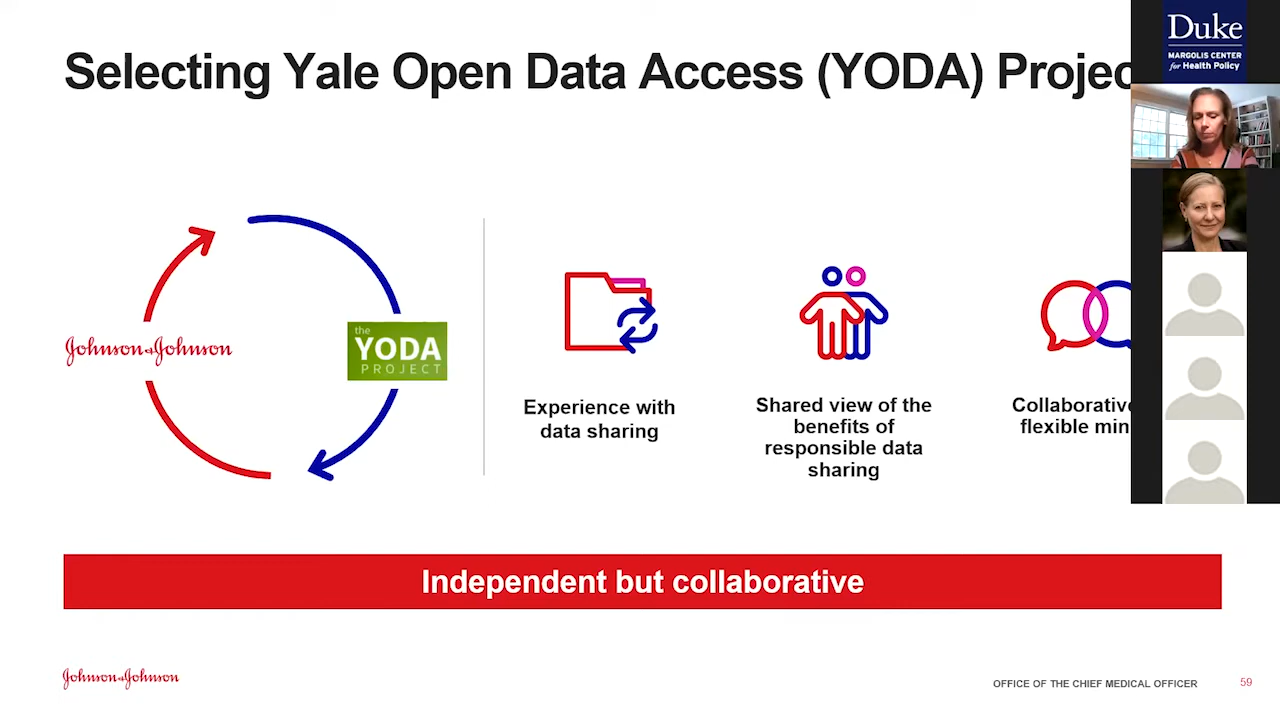 Selecting Yale Open Data Access (YODA)
Duke
MARGOLIS CENTER
for Health Policy
Johnson & Johnson
the
YODA
PROJECT
Experience with
data sharing
Shared view of the
benefits of
responsible data
sharing
Collaborative
flexible
Independent but collaborative
Johnson & Johnson
OFFICE OF THE CHIEF MEDICAL OFFICER
59